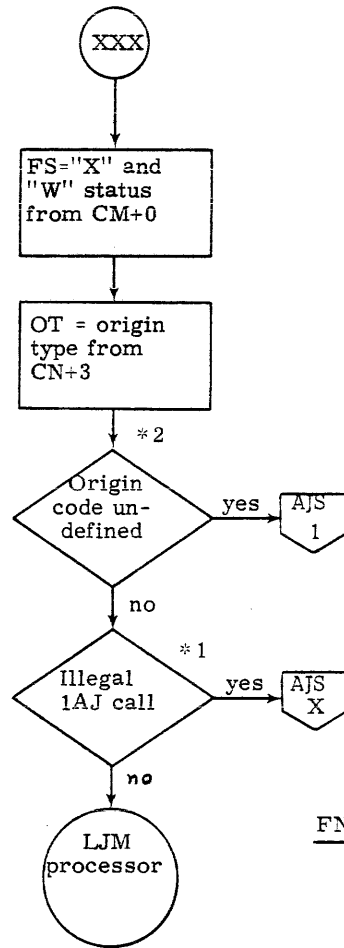 XXX
FS="X" and
"W" status
from CM+0
OT = origin
type from
CN+3
*2
Origin
code un-
defined
yes
AJS
1
no
*1
Illegal
1AJ call
yes
AJS
X
no
LJM
processor
FN